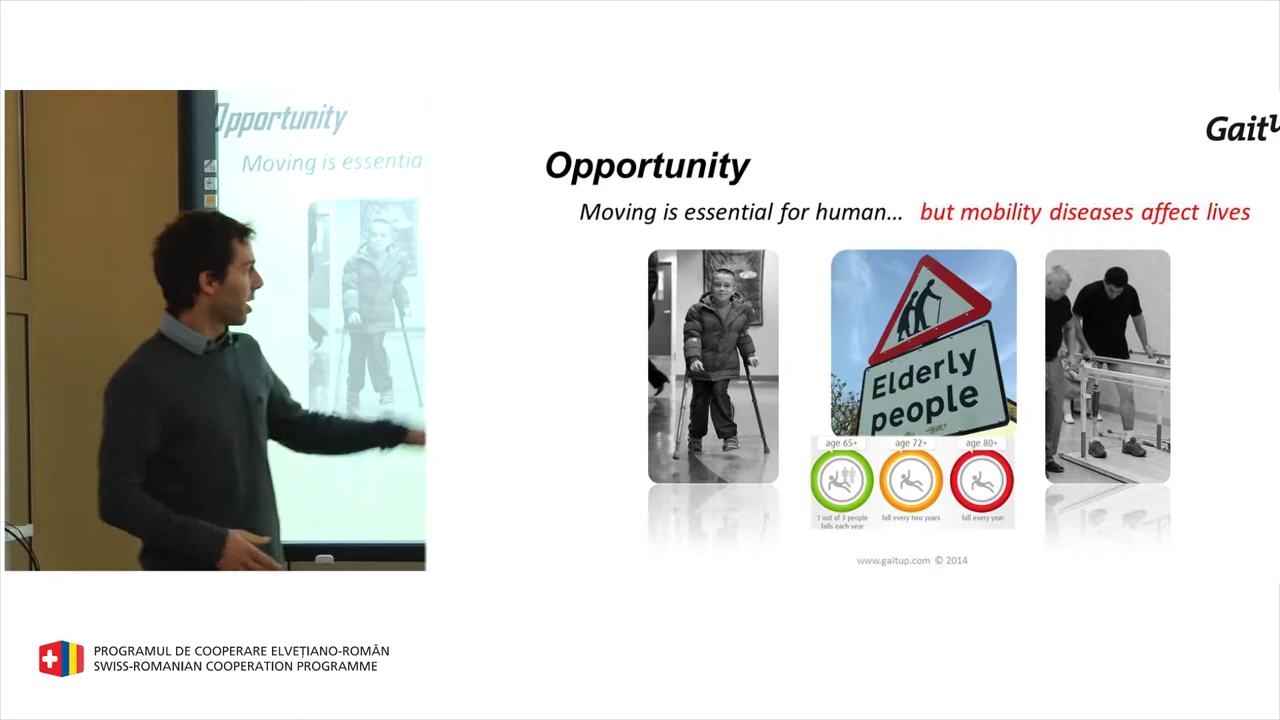 Opportunity
Moving is essentia
Gait
Opportunity
Moving is essential for human... but mobility diseases affect lives
Elderly
people
age 65+ age 72+ age 80+
1 out of 3 people
falls each year
fall every two years
fall every year
www.gaitup.com © 2014
PROGRAMUL DE COOPERARE ELVEȚIANO-ROMÂN
SWISS-ROMANIAN COOPERATION PROGRAMME